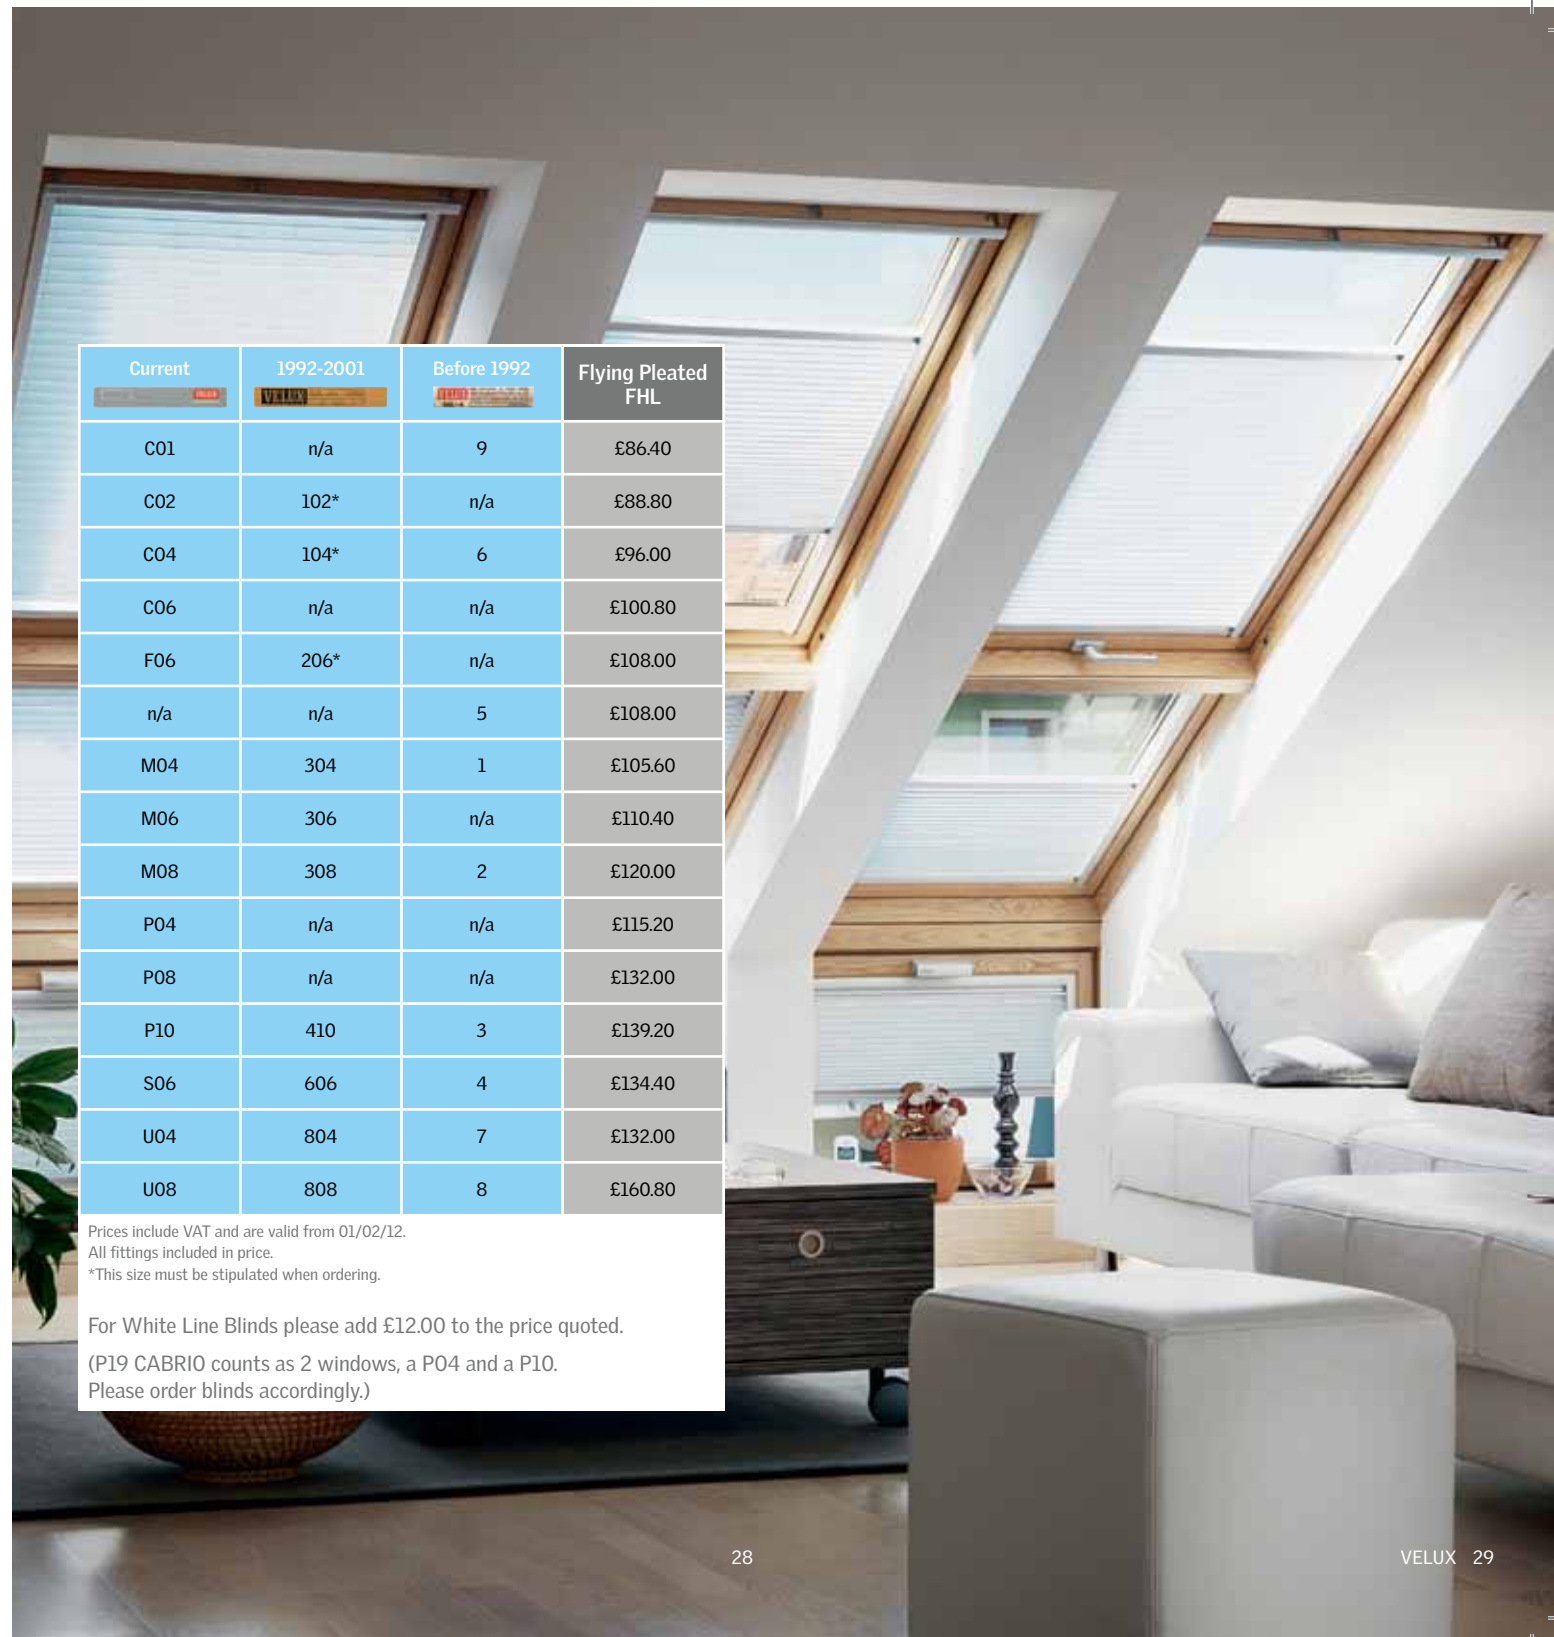 Current 1992-2001 Before 1992 Flying Pleated FHL
VELUX
C01 n/a 9 £86.40
C02 102* n/a £88.80
C04 104* 6 £96.00
C06 n/a n/a £100.80
F06 206* n/a £108.00
n/a n/a 5 £108.00
M04 304 1 £105.60
M06 306 n/a £110.40
M08 308 2 £120.00
P04 n/a n/a £115.20
P08 n/a n/a £132.00
P10 410 3 £139.20
S06 606 4 £134.40
U04 804 7 £132.00
U08 808 8 £160.80
Prices include VAT and are valid from 01/02/12.
All fittings included in price.
*This size must be stipulated when ordering.
For White Line Blinds please add £12.00 to the price quoted.
(P19 CABRIO counts as 2 windows, a P04 and a P10.
Please order blinds accordingly.)
28
VELUX 29